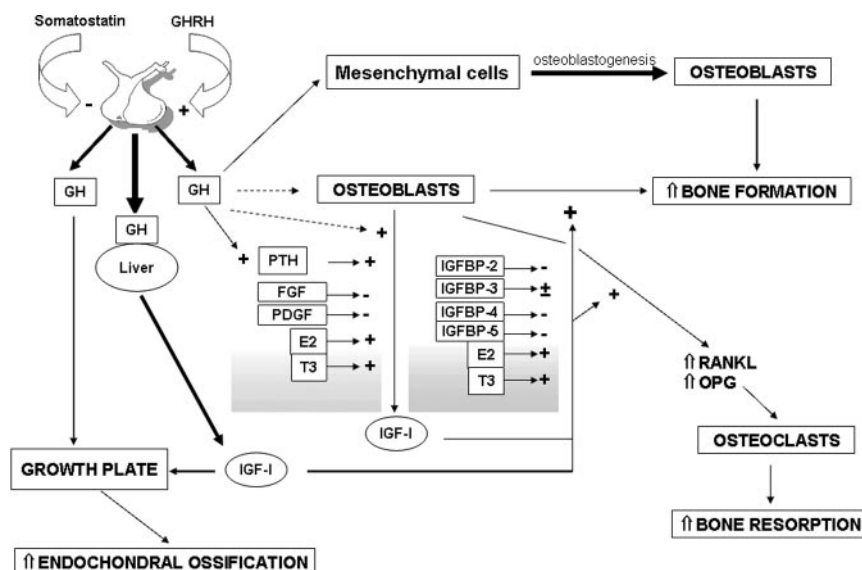 Somatostatin
GHRH
-
+
Mesenchymal cells
osteoblastogenesis
OSTEOBLASTS
GH
GH
OSTEOBLASTS
⇑ BONE FORMATION
GH
Liver
+
+
+
PTH
+
FGF
-
PDGF
-
E2
+
T3
+
IGFBP-2
-
IGFBP-3
±
IGFBP-4
-
IGFBP-5
-
E2
+
T3
+
+
⇑ RANKL
⇑ OPG
IGF-I
OSTEOCLASTS
GROWTH PLATE
IGF-I
⇑ BONE RESORPTION
⇑ ENDOCHONDRAL OSSIFICATION